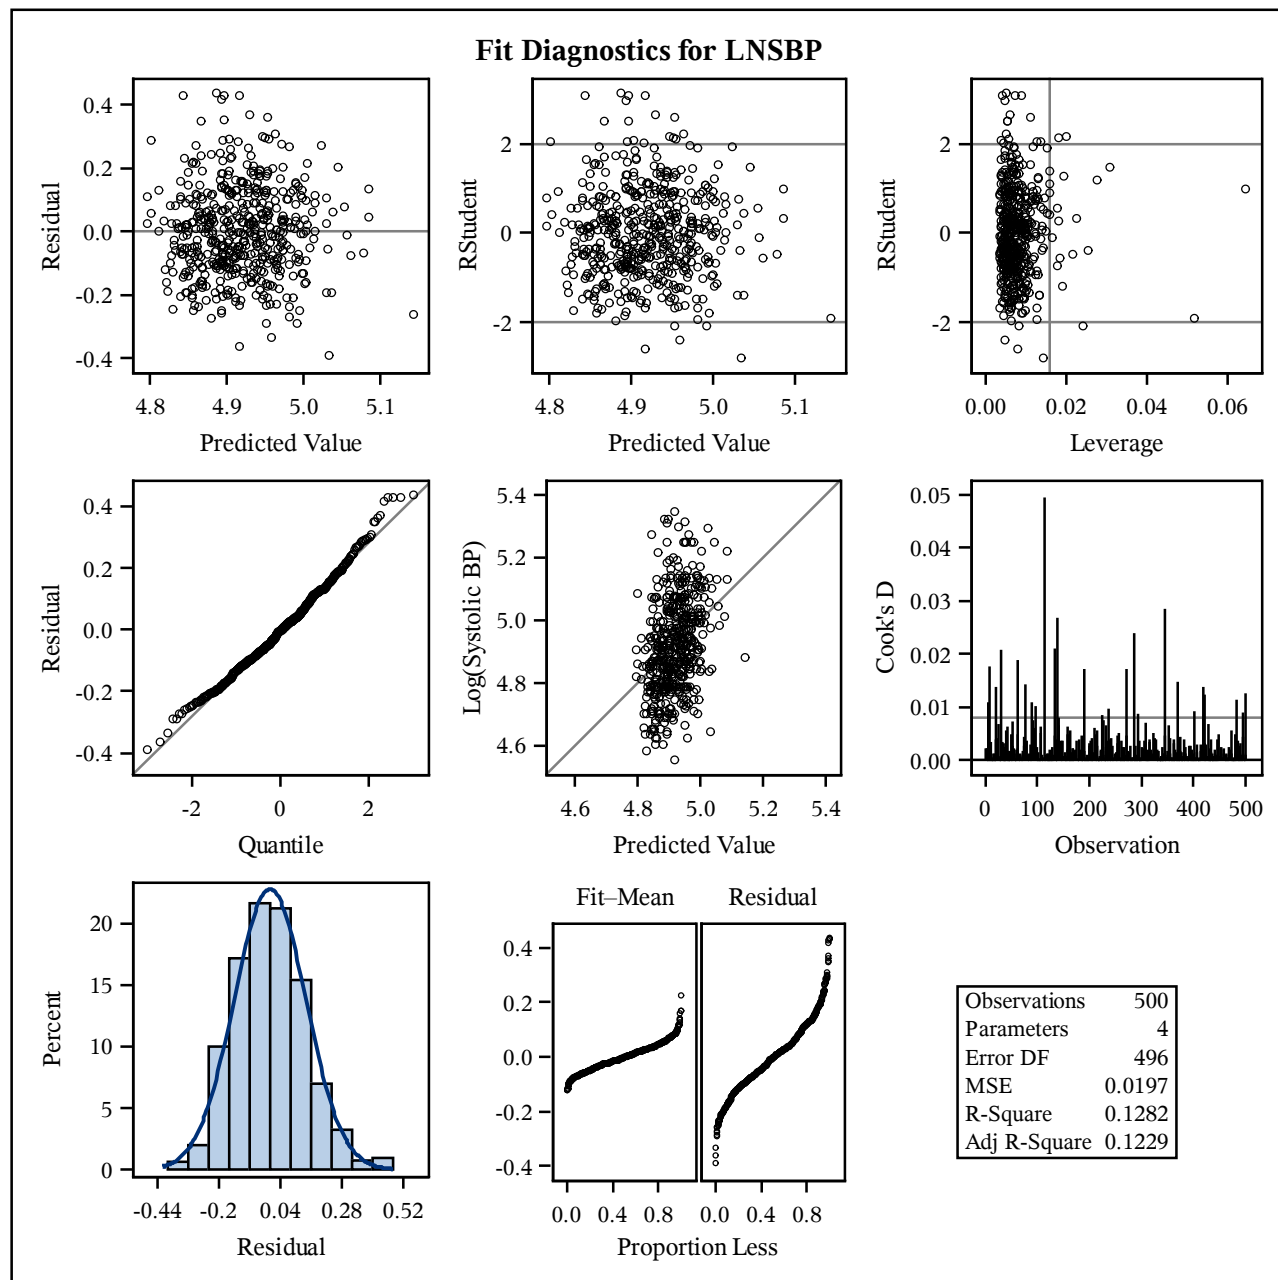 Fit Diagnostics for LNSBP
0.4
0.2
0.0
-0.2
-0.4
Residual
4.8 4.9 5.0 5.1
Predicted Value
2
0
-2
RStudent
4.8 4.9 5.0 5.1
Predicted Value
2
0
-2
RStudent
0.00 0.02 0.04 0.06
Leverage
0.4
0.2
0.0
-0.2
-0.4
Residual
-2 0 2
Quantile
5.4
5.2
5.0
4.8
4.6
Log(Systolic BP)
4.6 4.8 5.0 5.2 5.4
Predicted Value
0.05
0.04
0.03
0.02
0.01
0.00
Cook's D
0 100 200 300 400 500
Observation
20
15
10
5
0
Percent
-0.44 -0.2 0.04 0.28 0.52
Residual
Fit–Mean Residual
0.4
0.2
0.0
-0.2
-0.4
0.0 0.4 0.8 0.0 0.4 0.8
Proportion Less
Observations 500
Parameters 4
Error DF 496
MSE 0.0197
R-Square 0.1282
Adj R-Square 0.1229